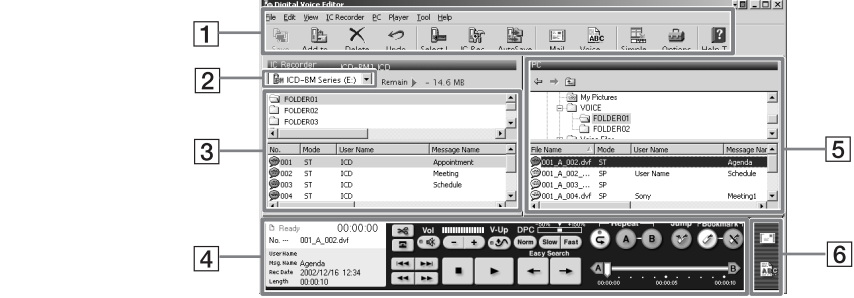 Digital Voice Editor
File Edit View IC Recorder PC Player Tool Help
Save Add to Delete Undo Select I IC Rec AutoSave Mail Voice Simple Options Help T
ABC
1
IC Recorder ICD-BM1 ICD
PC
2
ICD-BM Series (E:) Remain - 14.6 MB
FOLDER01
FOLDER02
FOLDER03
My Pictures
VOICE
FOLDER01
FOLDER02
Voice Files
3
No. Mode User Name Message Name
001 ST ICD Appointment
002 ST ICD Meeting
003 ST ICD Schedule
004 ST ICD
File Name Mode User Name Message Nar
001_A_002.dvf ST Agenda
001_A_002_... SP User Name Schedule
001_A_003_... SP
001_A_004.dvf SP Sony Meeting1
5
4
Ready 00:00:00
No. --- 001_A_002.dvf
UserName
Msg. Name Agenda
Rec Date 2002/12/16 12:34
Length 00:00:10
Vol V-Up DPC -50% +150% Repeat Jump Bookmark
- + Norm Slow Fast A - B
Easy Search
A B
00:00:00 00:00:05 00:00:10
ABC
6